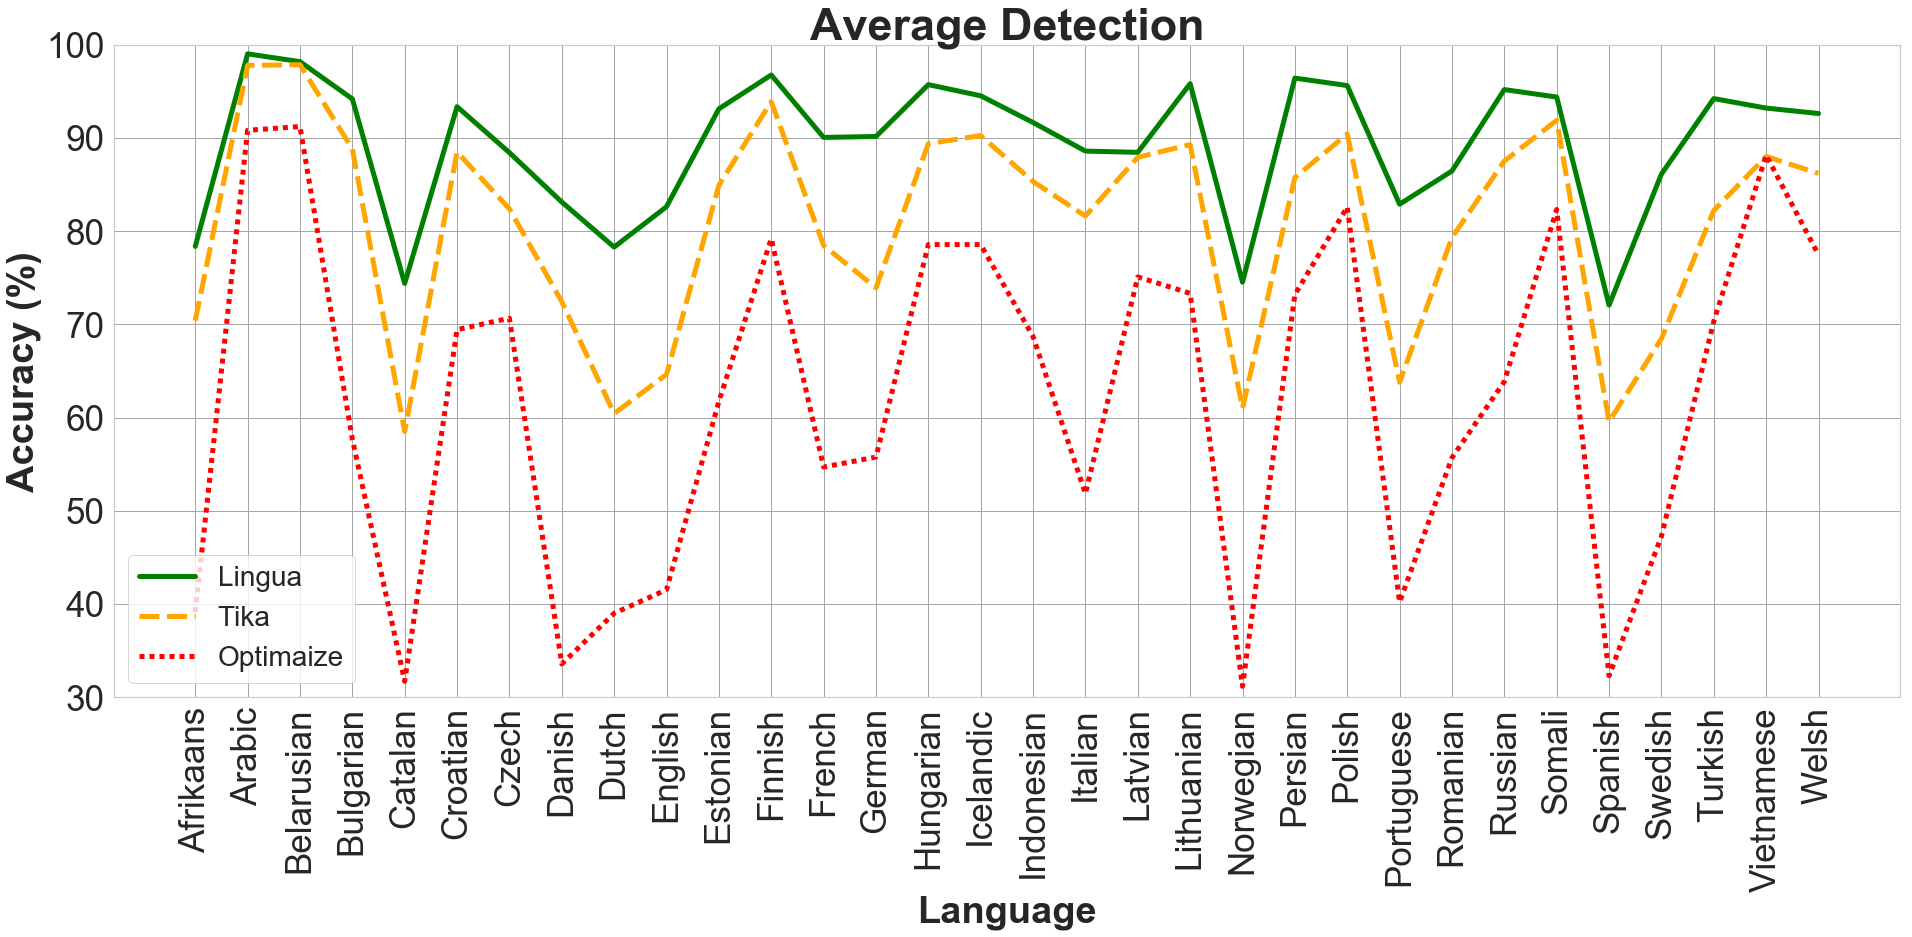 Average Detection
Accuracy (%)
100
90
80
70
60
50
40
30
Lingua
Tika
Optimaize
Afrikaans
Arabic
Belarusian
Bulgarian
Catalan
Croatian
Czech
Danish
Dutch
English
Estonian
Finnish
French
German
Hungarian
Icelandic
Indonesian
Italian
Latvian
Lithuanian
Norwegian
Persian
Polish
Portuguese
Romanian
Russian
Somali
Spanish
Swedish
Turkish
Vietnamese
Welsh
Language